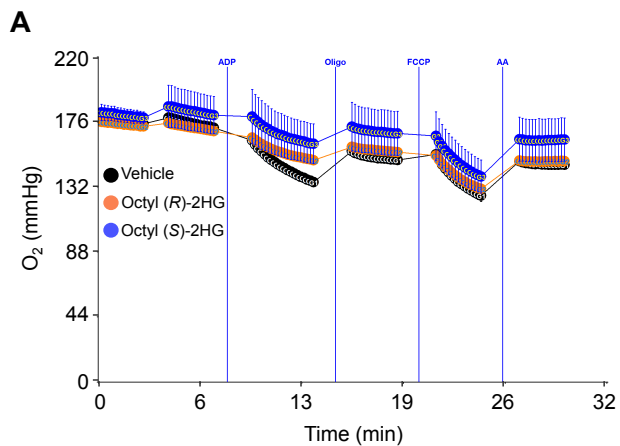 A
220
176
132
88
44
0
O₂ (mmHg)
ADP
Oligo
FCCP
AA
Vehicle
Octyl (R)-2HG
Octyl (S)-2HG
0
6
13
19
26
32
Time (min)